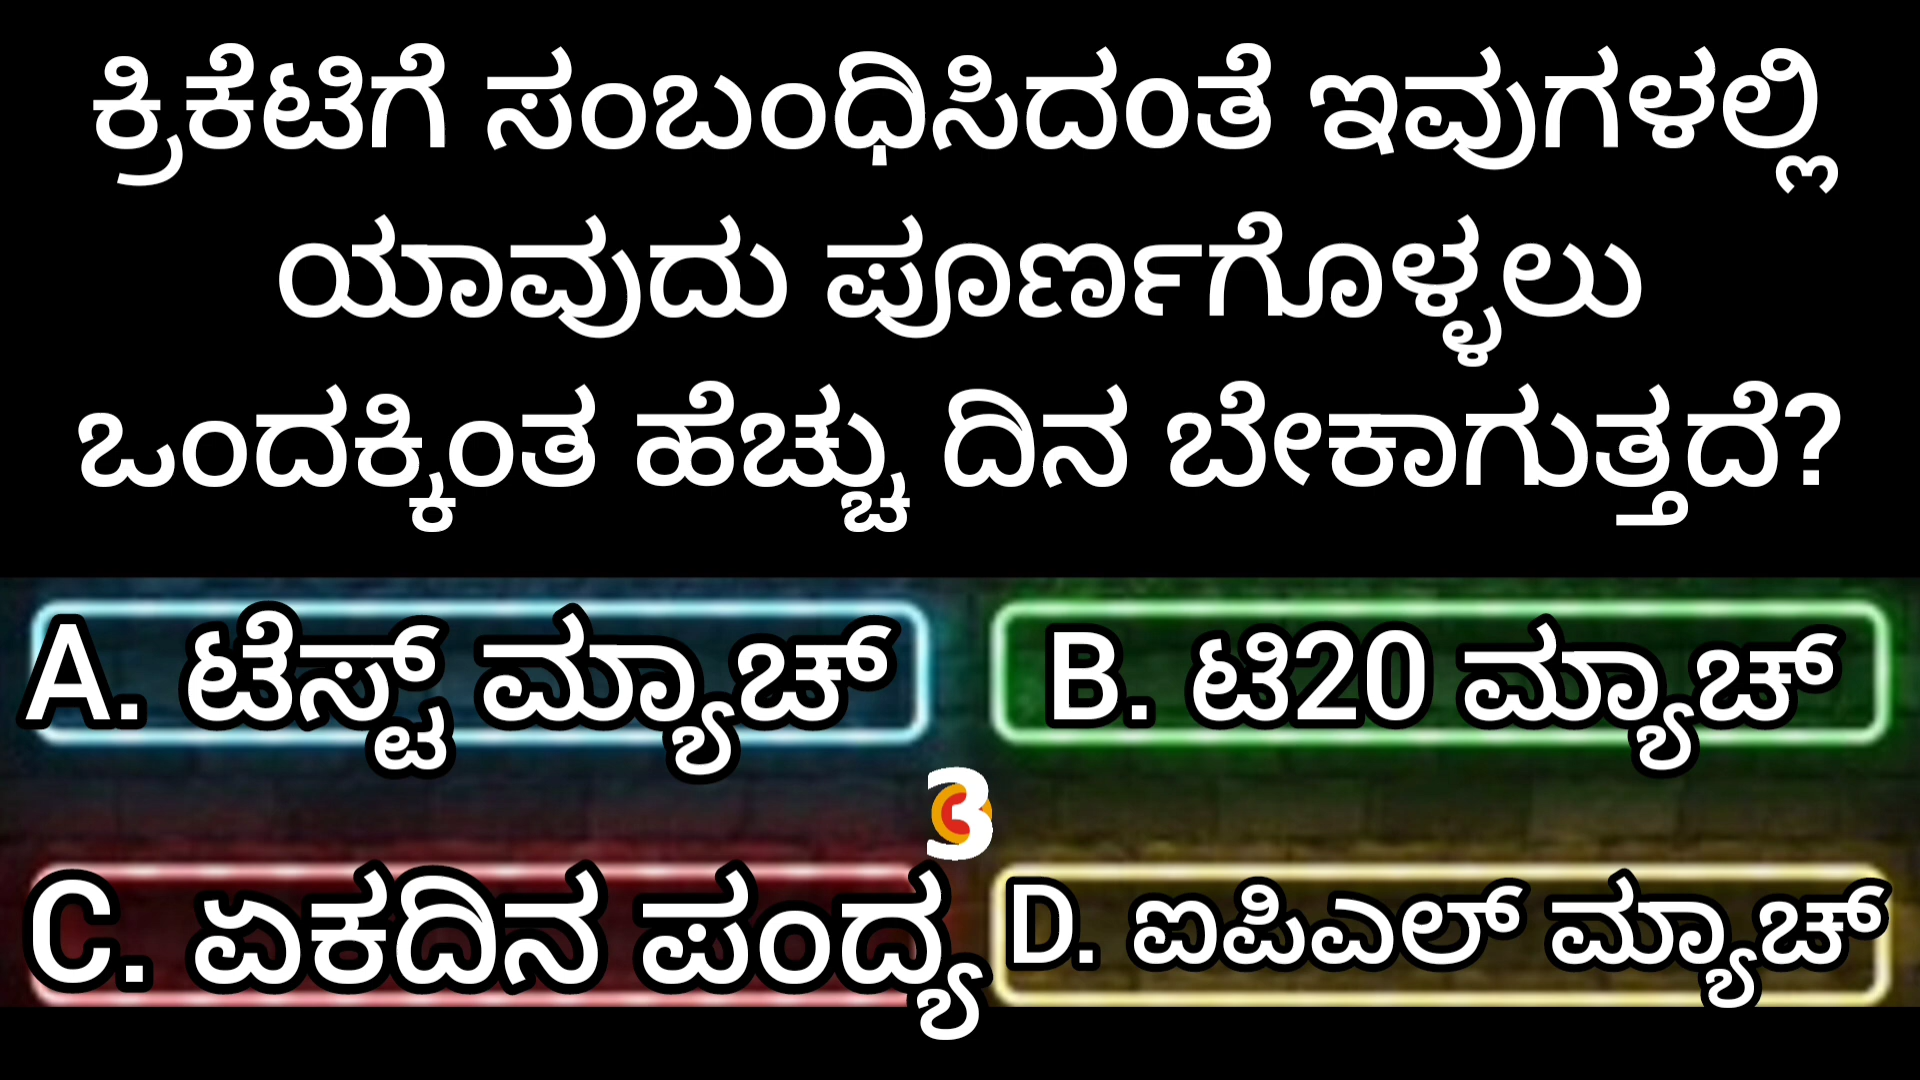 ಕ್ರಿಕೆಟಿಗೆ ಸಂಬಂಧಿಸಿದಂತೆ ಇವುಗಳಲ್ಲಿ
ಯಾವುದು ಪೂರ್ಣಗೊಳ್ಳಲು
ಒಂದಕ್ಕಿಂತ ಹೆಚ್ಚು ದಿನ ಬೇಕಾಗುತ್ತದೆ?
A. ಟೆಸ್ಟ್ ಮ್ಯಾಚ್
B. ಟಿ20 ಮ್ಯಾಚ್
3
C. ಏಕದಿನ ಪಂದ್ಯ
D. ಐಪಿಎಲ್ ಮ್ಯಾಚ್